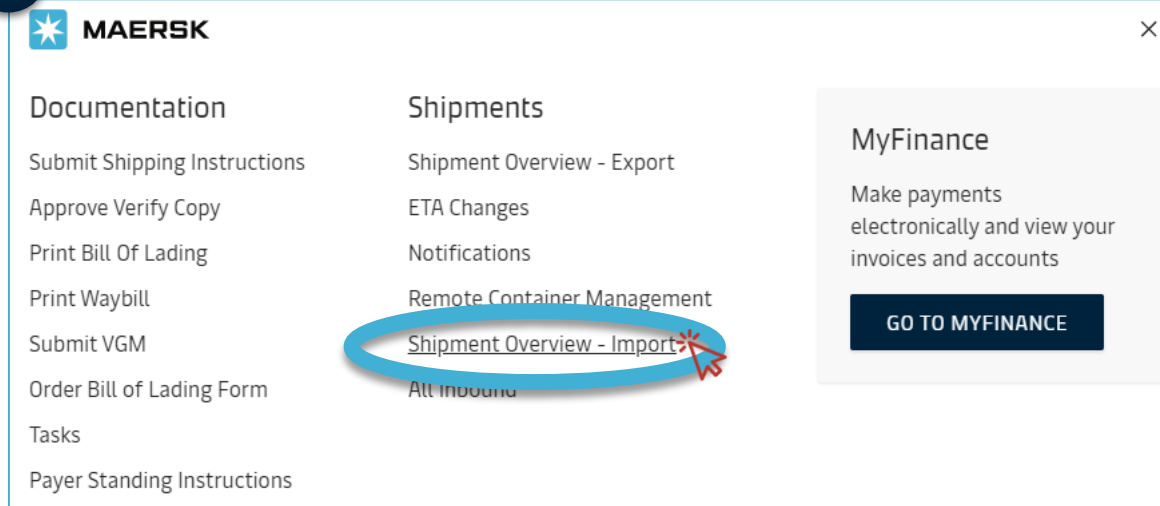 MAERSK
Documentation
Submit Shipping Instructions
Approve Verify Copy
Print Bill Of Lading
Print Waybill
Submit VGM
Order Bill of Lading Form
Tasks
Payer Standing Instructions
Shipments
Shipment Overview - Export
ETA Changes
Notifications
Remote Container Management
Shipment Overview - Import
All Inbound
MyFinance
Make payments
electronically and view your
invoices and accounts
GO TO MYFINANCE